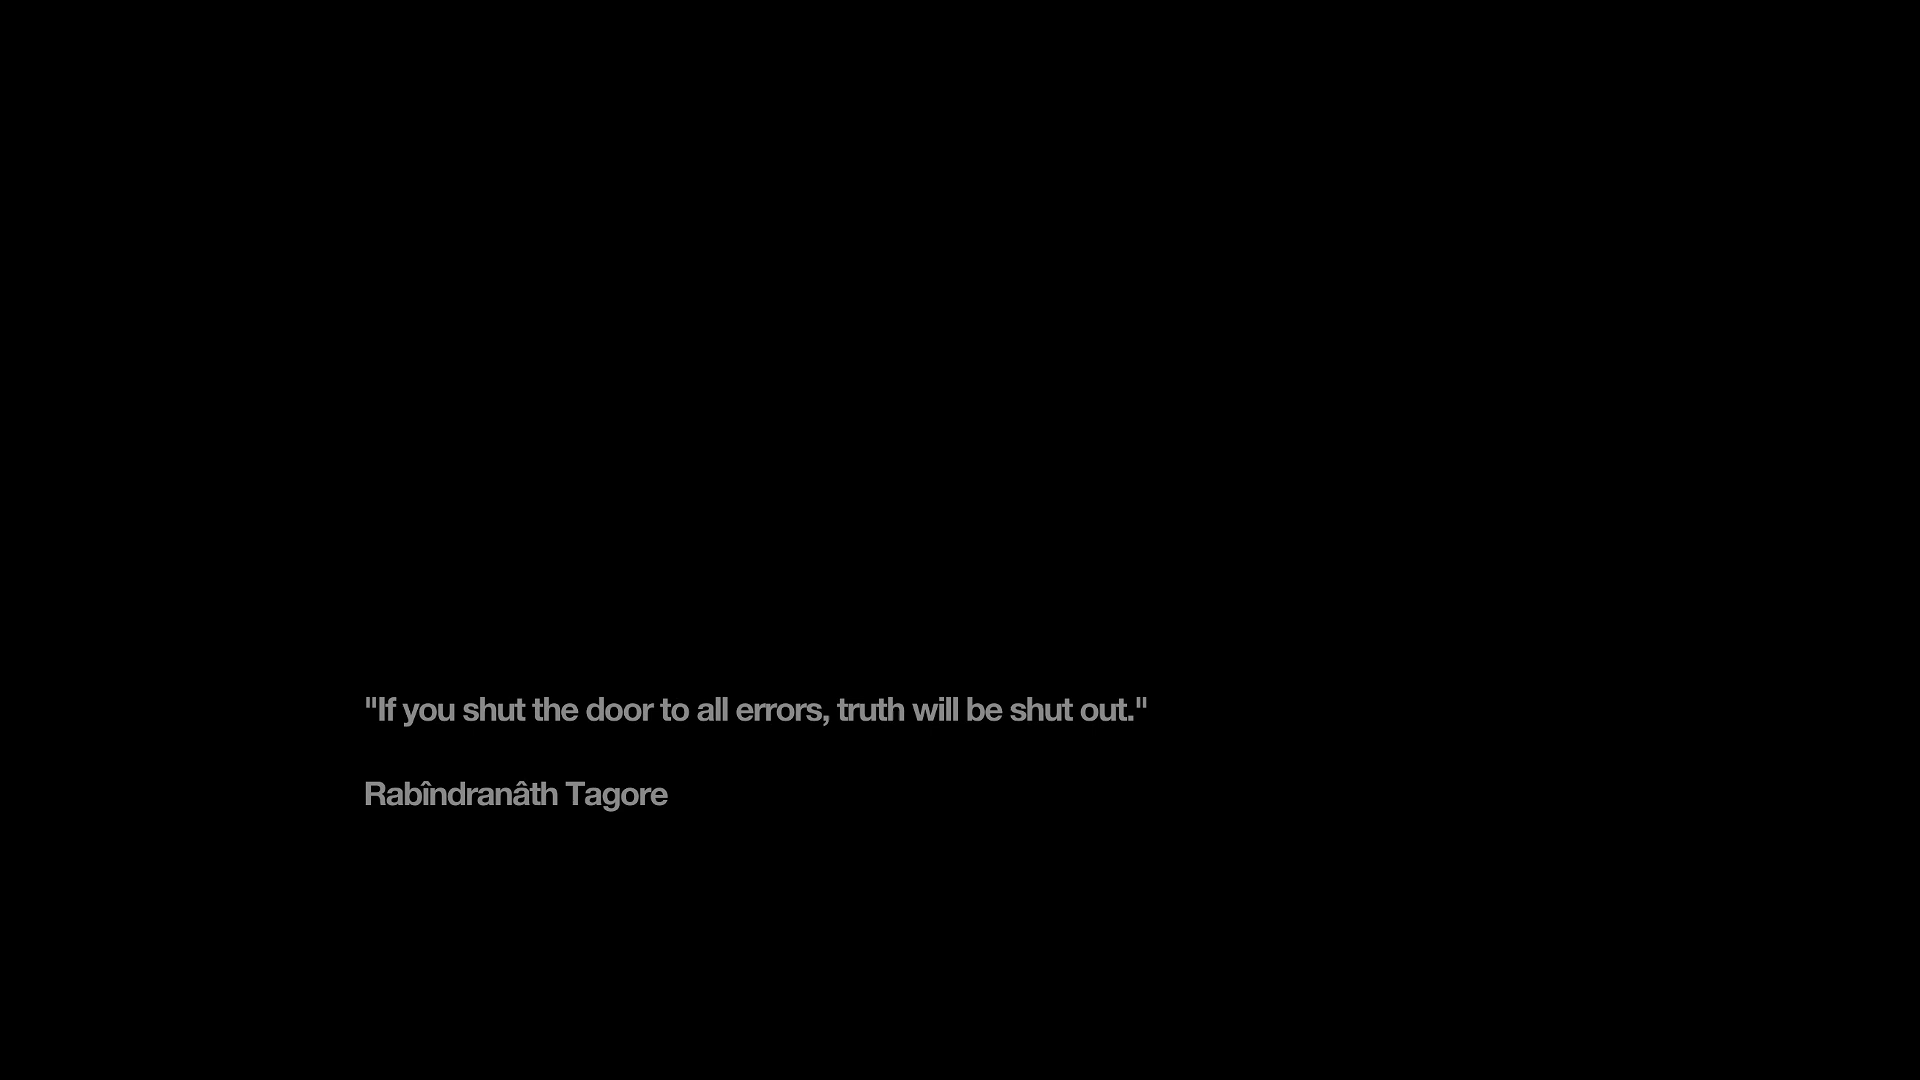 "If you shut the door to all errors, truth will be shut out."
Rabîndranâth Tagore